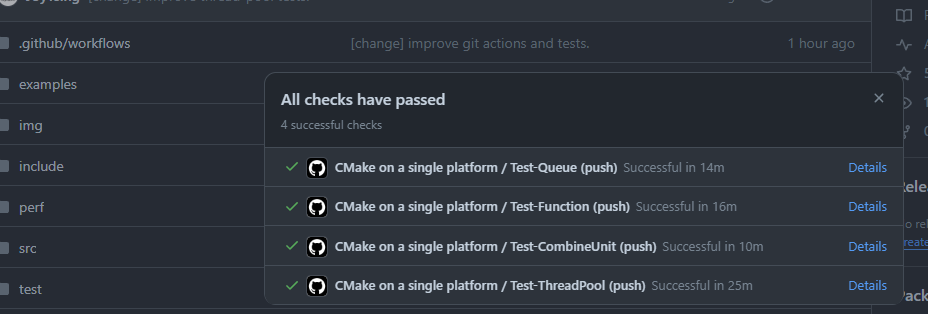 [change] improve thread-pool tests.
.github/workflows [change] improve git actions and tests. 1 hour ago
examples
img
include
perf
src
test
All checks have passed
4 successful checks
CMake on a single platform / Test-Queue (push) Successful in 14m Details
CMake on a single platform / Test-Function (push) Successful in 16m Details
CMake on a single platform / Test-CombineUnit (push) Successful in 10m Details
CMake on a single platform / Test-ThreadPool (push) Successful in 25m Details